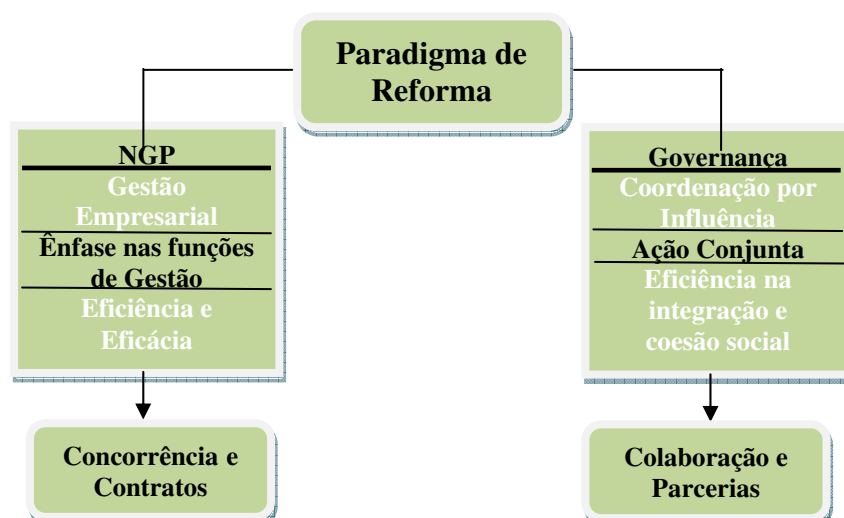 Paradigma de
Reforma
NGP
Gestão
Empresarial
Ênfase nas funções
de Gestão
Eficiência e
Eficácia
Governança
Coordenação por
Influência
Ação Conjunta
Eficiência na
integração e
coesão social
Concorrência e
Contratos
Colaboração e
Parcerias